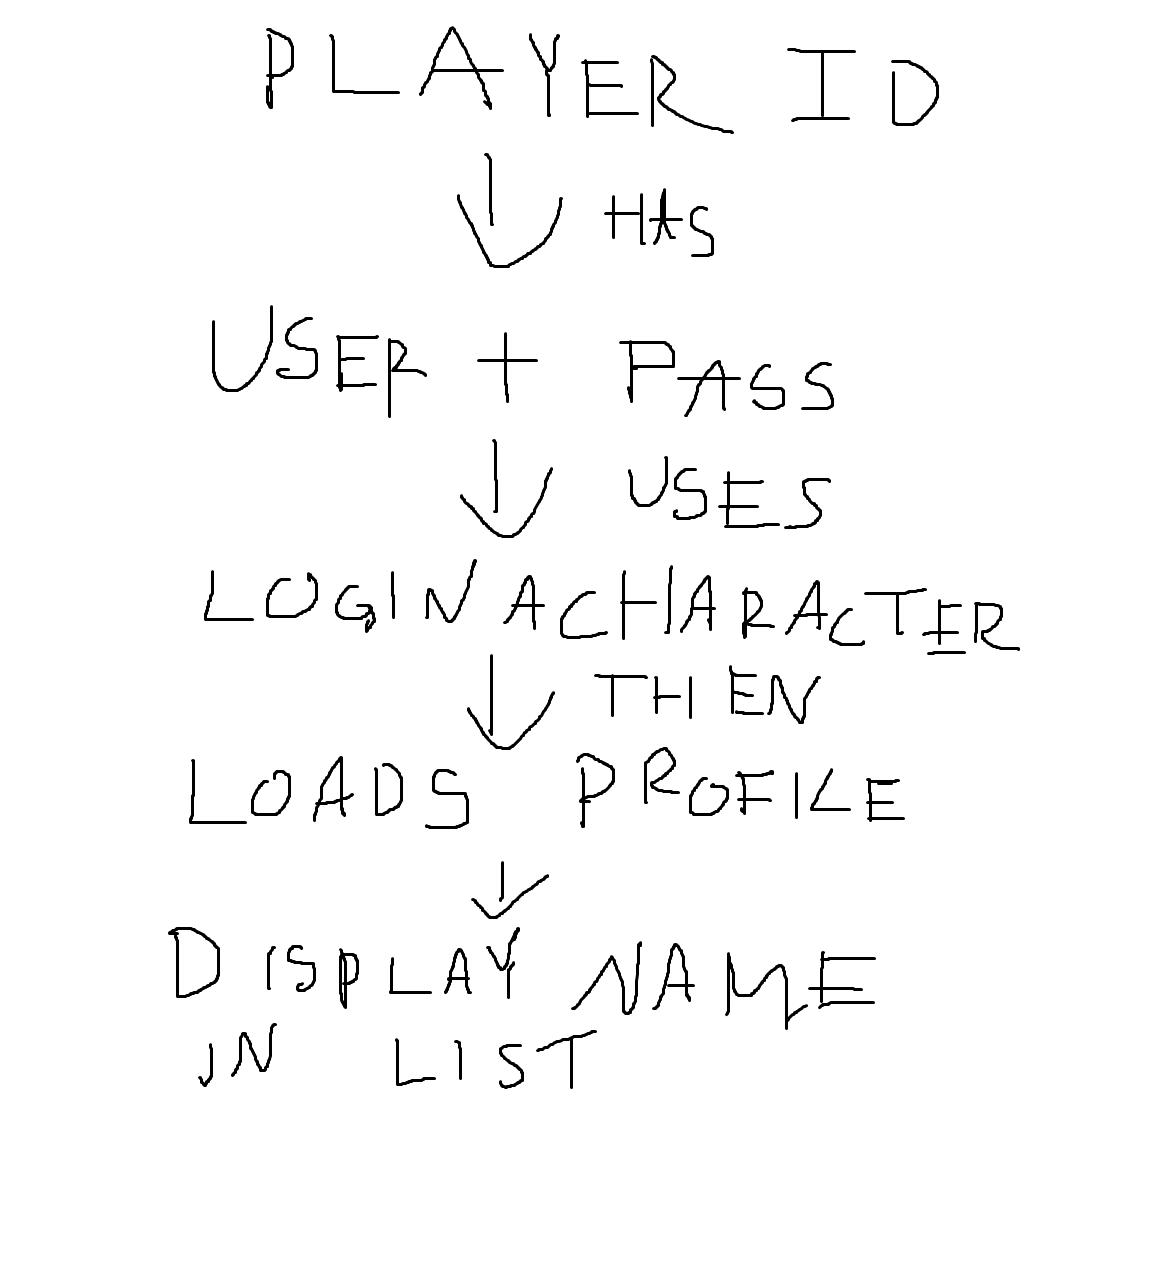 PLAYER ID
HAS
USER + PASS
USES
LOGIN A CHARACTER
THEN
LOADS PROFILE
DISPLAY NAME
IN LIST